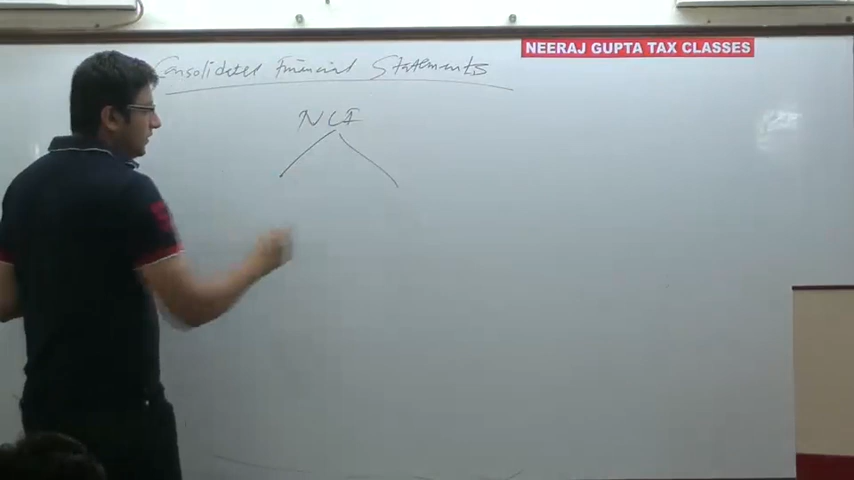 NEERAJ GUPTA TAX CLASSES
Consolidated Financial Statements
NCI